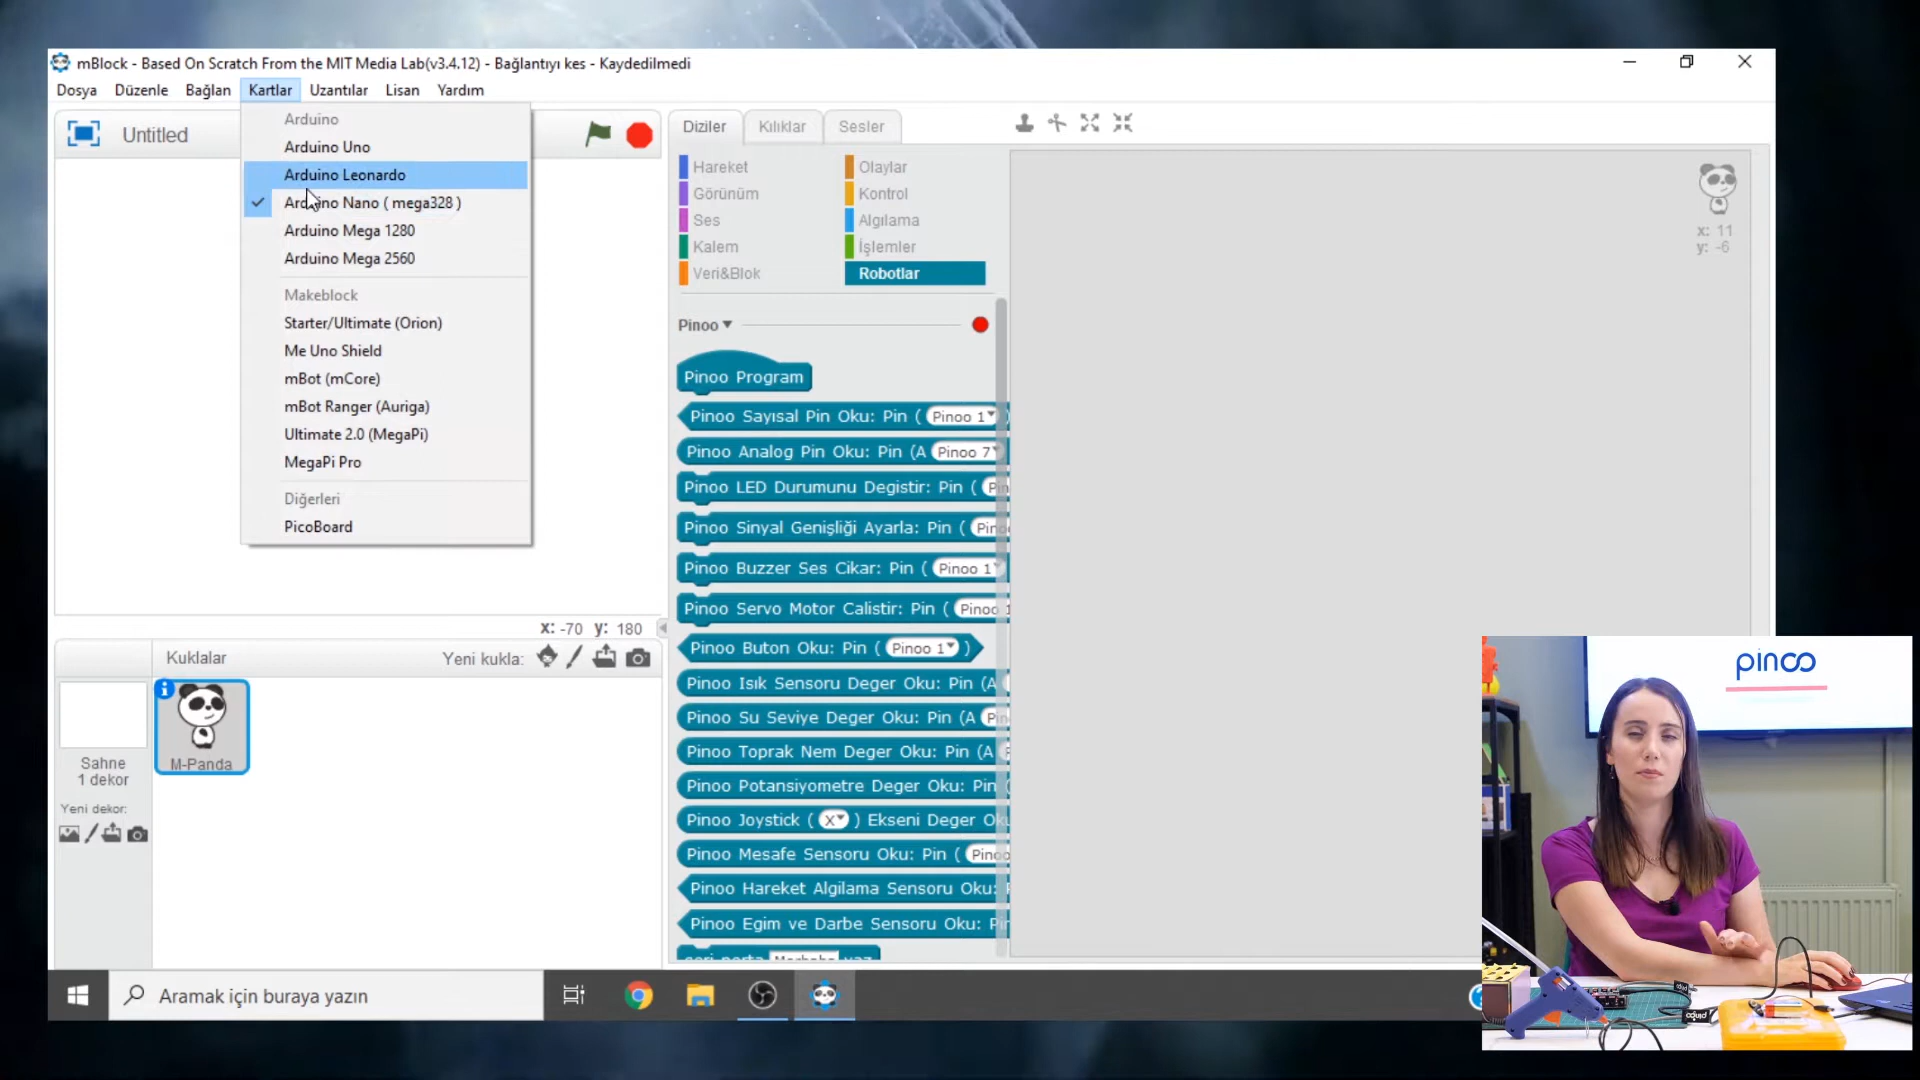 mBlock - Based On Scratch From the MIT Media Lab(v3.4.12) - Bağlantıyı kes - Kaydedilmedi
Dosya Düzenle Bağlan Kartlar Uzantılar Lisan Yardım
Untitled
Arduino
Arduino Uno
Arduino Leonardo
Arduino Nano ( mega328 )
Arduino Mega 1280
Arduino Mega 2560
Makeblock
Starter/Ultimate (Orion)
Me Uno Shield
mBot (mCore)
mBot Ranger (Auriga)
Ultimate 2.0 (MegaPi)
MegaPi Pro
Diğerleri
PicoBoard
x: -70 y: 180
Kuklalar
Yeni kukla:
M-Panda
Sahne
1 dekor
Yeni dekor:
Diziler Kılıklar Sesler
Hareket Olaylar
Görünüm Kontrol
Ses Algılama
Kalem İşlemler
Veri&Blok Robotlar
Pinoo
Pinoo Program
Pinoo Sayısal Pin Oku: Pin ( Pinoo 1 )
Pinoo Analog Pin Oku: Pin (A Pinoo 7
Pinoo LED Durumunu Degistir: Pin (
Pinoo Sinyal Genişliği Ayarla: Pin (
Pinoo Buzzer Ses Cikar: Pin ( Pinoo 1
Pinoo Servo Motor Calistir: Pin ( Pinoo 1
Pinoo Buton Oku: Pin ( Pinoo 1 )
Pinoo Isık Sensoru Deger Oku: Pin (A
Pinoo Su Seviye Deger Oku: Pin (A
Pinoo Toprak Nem Deger Oku: Pin (A
Pinoo Potansiyometre Deger Oku: Pin
Pinoo Joystick ( X ) Ekseni Deger
Pinoo Mesafe Sensoru Oku: Pin (
Pinoo Hareket Algilama Sensoru Oku:
Pinoo Egim ve Darbe Sensoru Oku:
x: 11
y: -6
pinoo
Aramak için buraya yazın